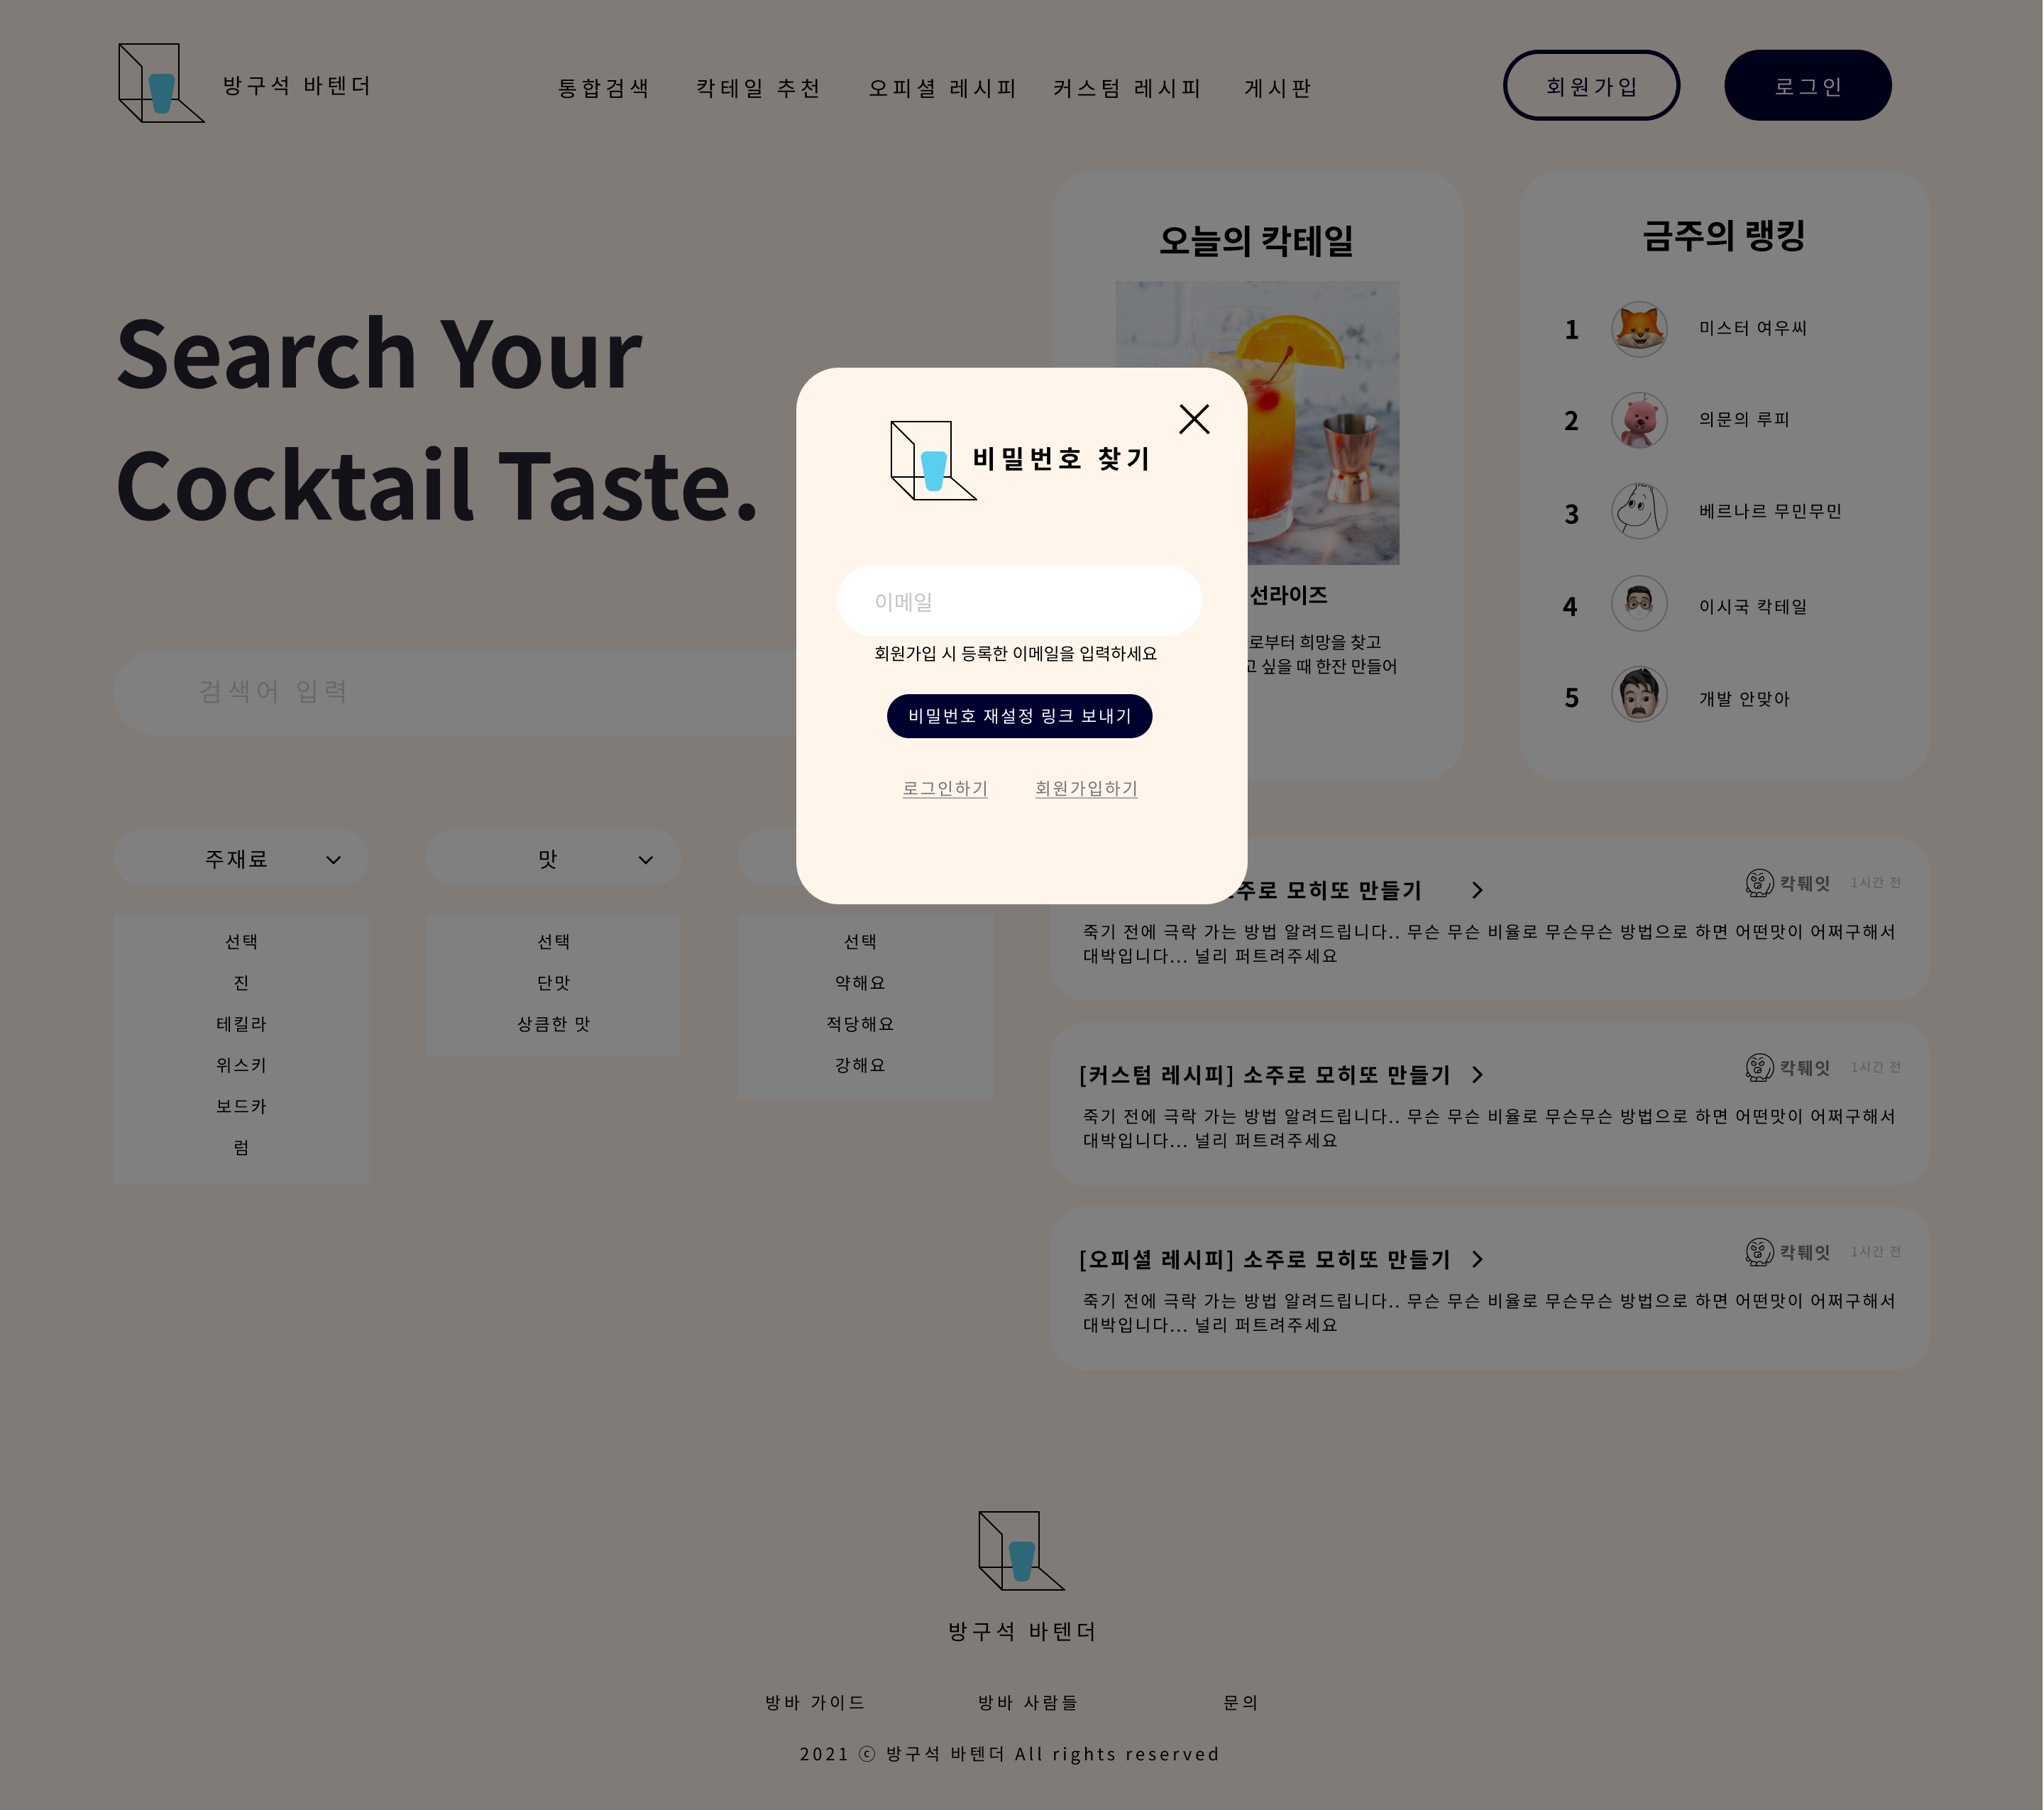 방구석 바텐더
통합검색
칵테일 추천
오피셜 레시피
커스텀 레시피
게시판
회원가입
로그인
Search Your
Cocktail Taste.
검색어 입력
주재료
맛
선택
진
테킬라
위스키
보드카
럼
선택
단맛
상큼한 맛
선택
약해요
적당해요
강해요
오늘의 칵테일
선라이즈
로부터 희망을 찾고
고 싶을 때 한잔 만들어
금주의 랭킹
1 미스터 여우씨
2 의문의 루피
3 베르나르 무민무민
4 이시국 칵테일
5 개발 안맞아
비밀번호 찾기
이메일
회원가입 시 등록한 이메일을 입력하세요
비밀번호 재설정 링크 보내기
로그인하기
회원가입하기
주로 모히또 만들기
칵퉤잇 1시간 전
죽기 전에 극락 가는 방법 알려드립니다.. 무슨 무슨 비율로 무슨무슨 방법으로 하면 어떤맛이 어쩌구해서
대박입니다... 널리 퍼트려주세요
[커스텀 레시피] 소주로 모히또 만들기
칵퉤잇 1시간 전
죽기 전에 극락 가는 방법 알려드립니다.. 무슨 무슨 비율로 무슨무슨 방법으로 하면 어떤맛이 어쩌구해서
대박입니다... 널리 퍼트려주세요
[오피셜 레시피] 소주로 모히또 만들기
칵퉤잇 1시간 전
죽기 전에 극락 가는 방법 알려드립니다.. 무슨 무슨 비율로 무슨무슨 방법으로 하면 어떤맛이 어쩌구해서
대박입니다... 널리 퍼트려주세요
방구석 바텐더
방바 가이드
방바 사람들
문의
2021 ⓒ 방구석 바텐더 All rights reserved